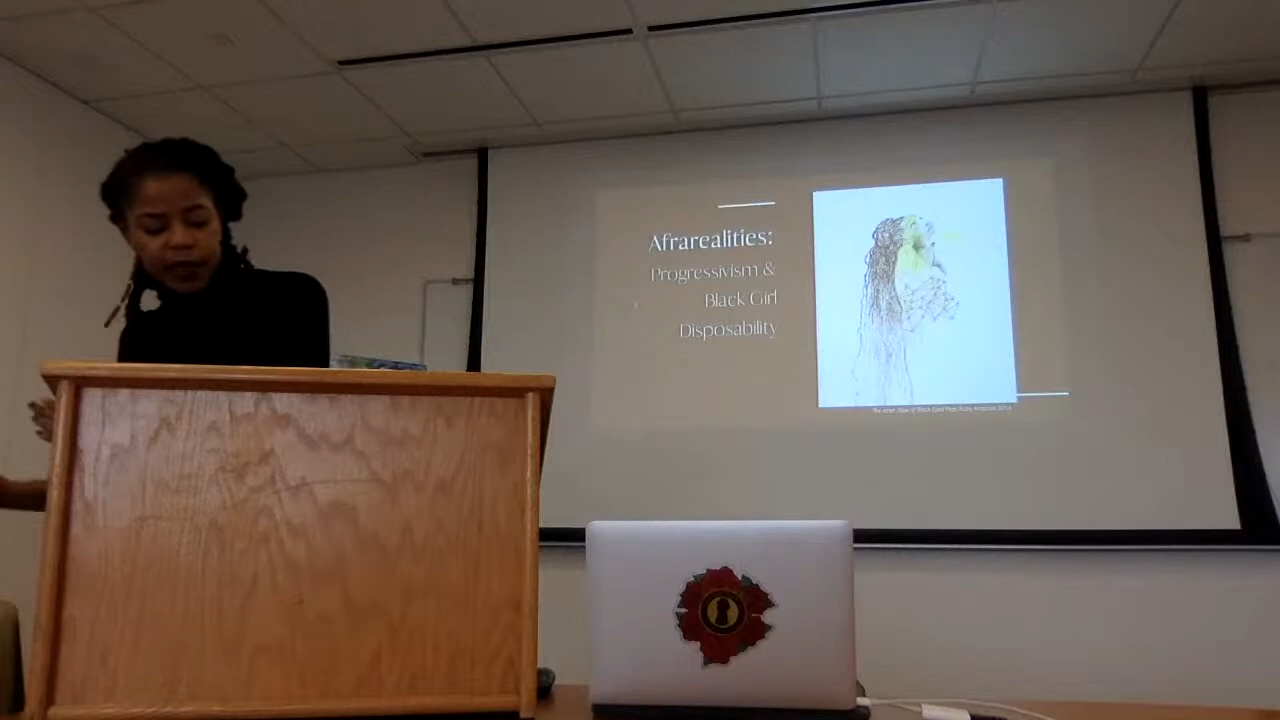 Afrarealities:
Progressivism &
Black Girl
Disposability